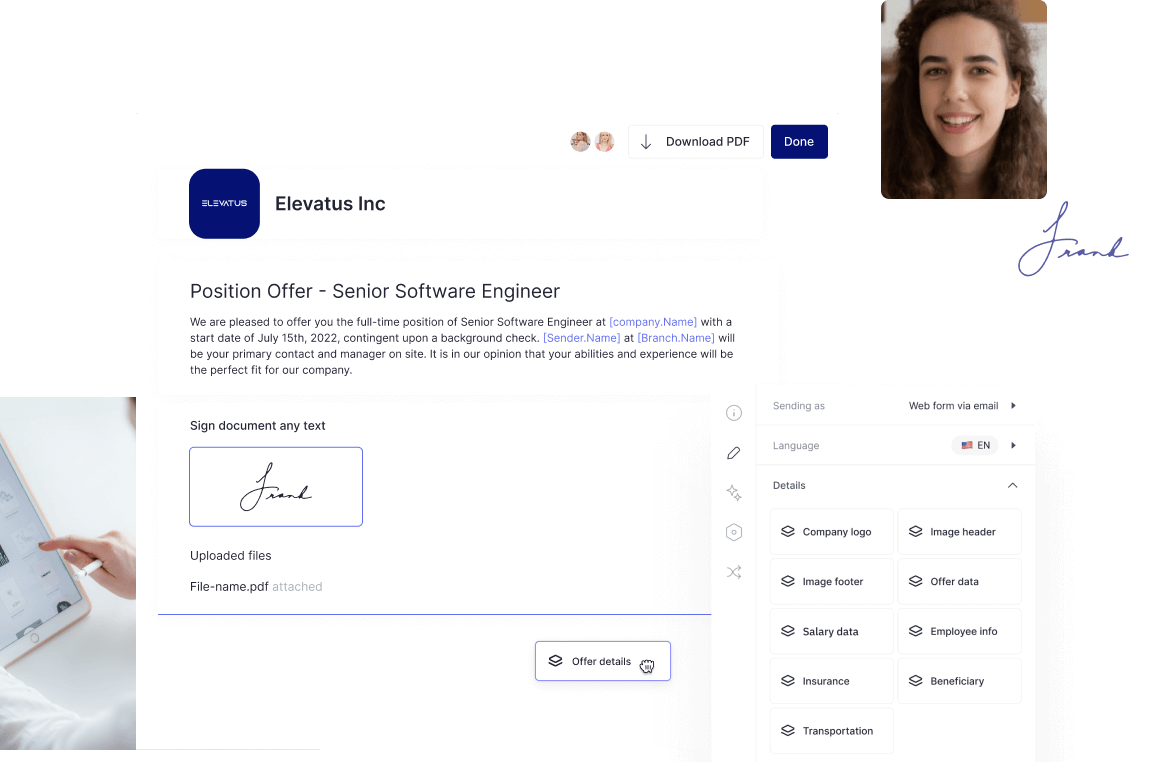 Download PDF
Done
ELEVATUS
Elevatus Inc
Frank
Position Offer - Senior Software Engineer
We are pleased to offer you the full-time position of Senior Software Engineer at [company.Name] with a
start date of July 15th, 2022, contingent upon a background check. [Sender.Name] at [Branch.Name] will
be your primary contact and manager on site. It is in our opinion that your abilities and experience will be
the perfect fit for our company.
Sign document any text
Frank
Uploaded files
File-name.pdf attached
Offer details
Sending as
Web form via email
Language
EN
Details
Company logo
Image header
Image footer
Offer data
Salary data
Employee info
Insurance
Beneficiary
Transportation